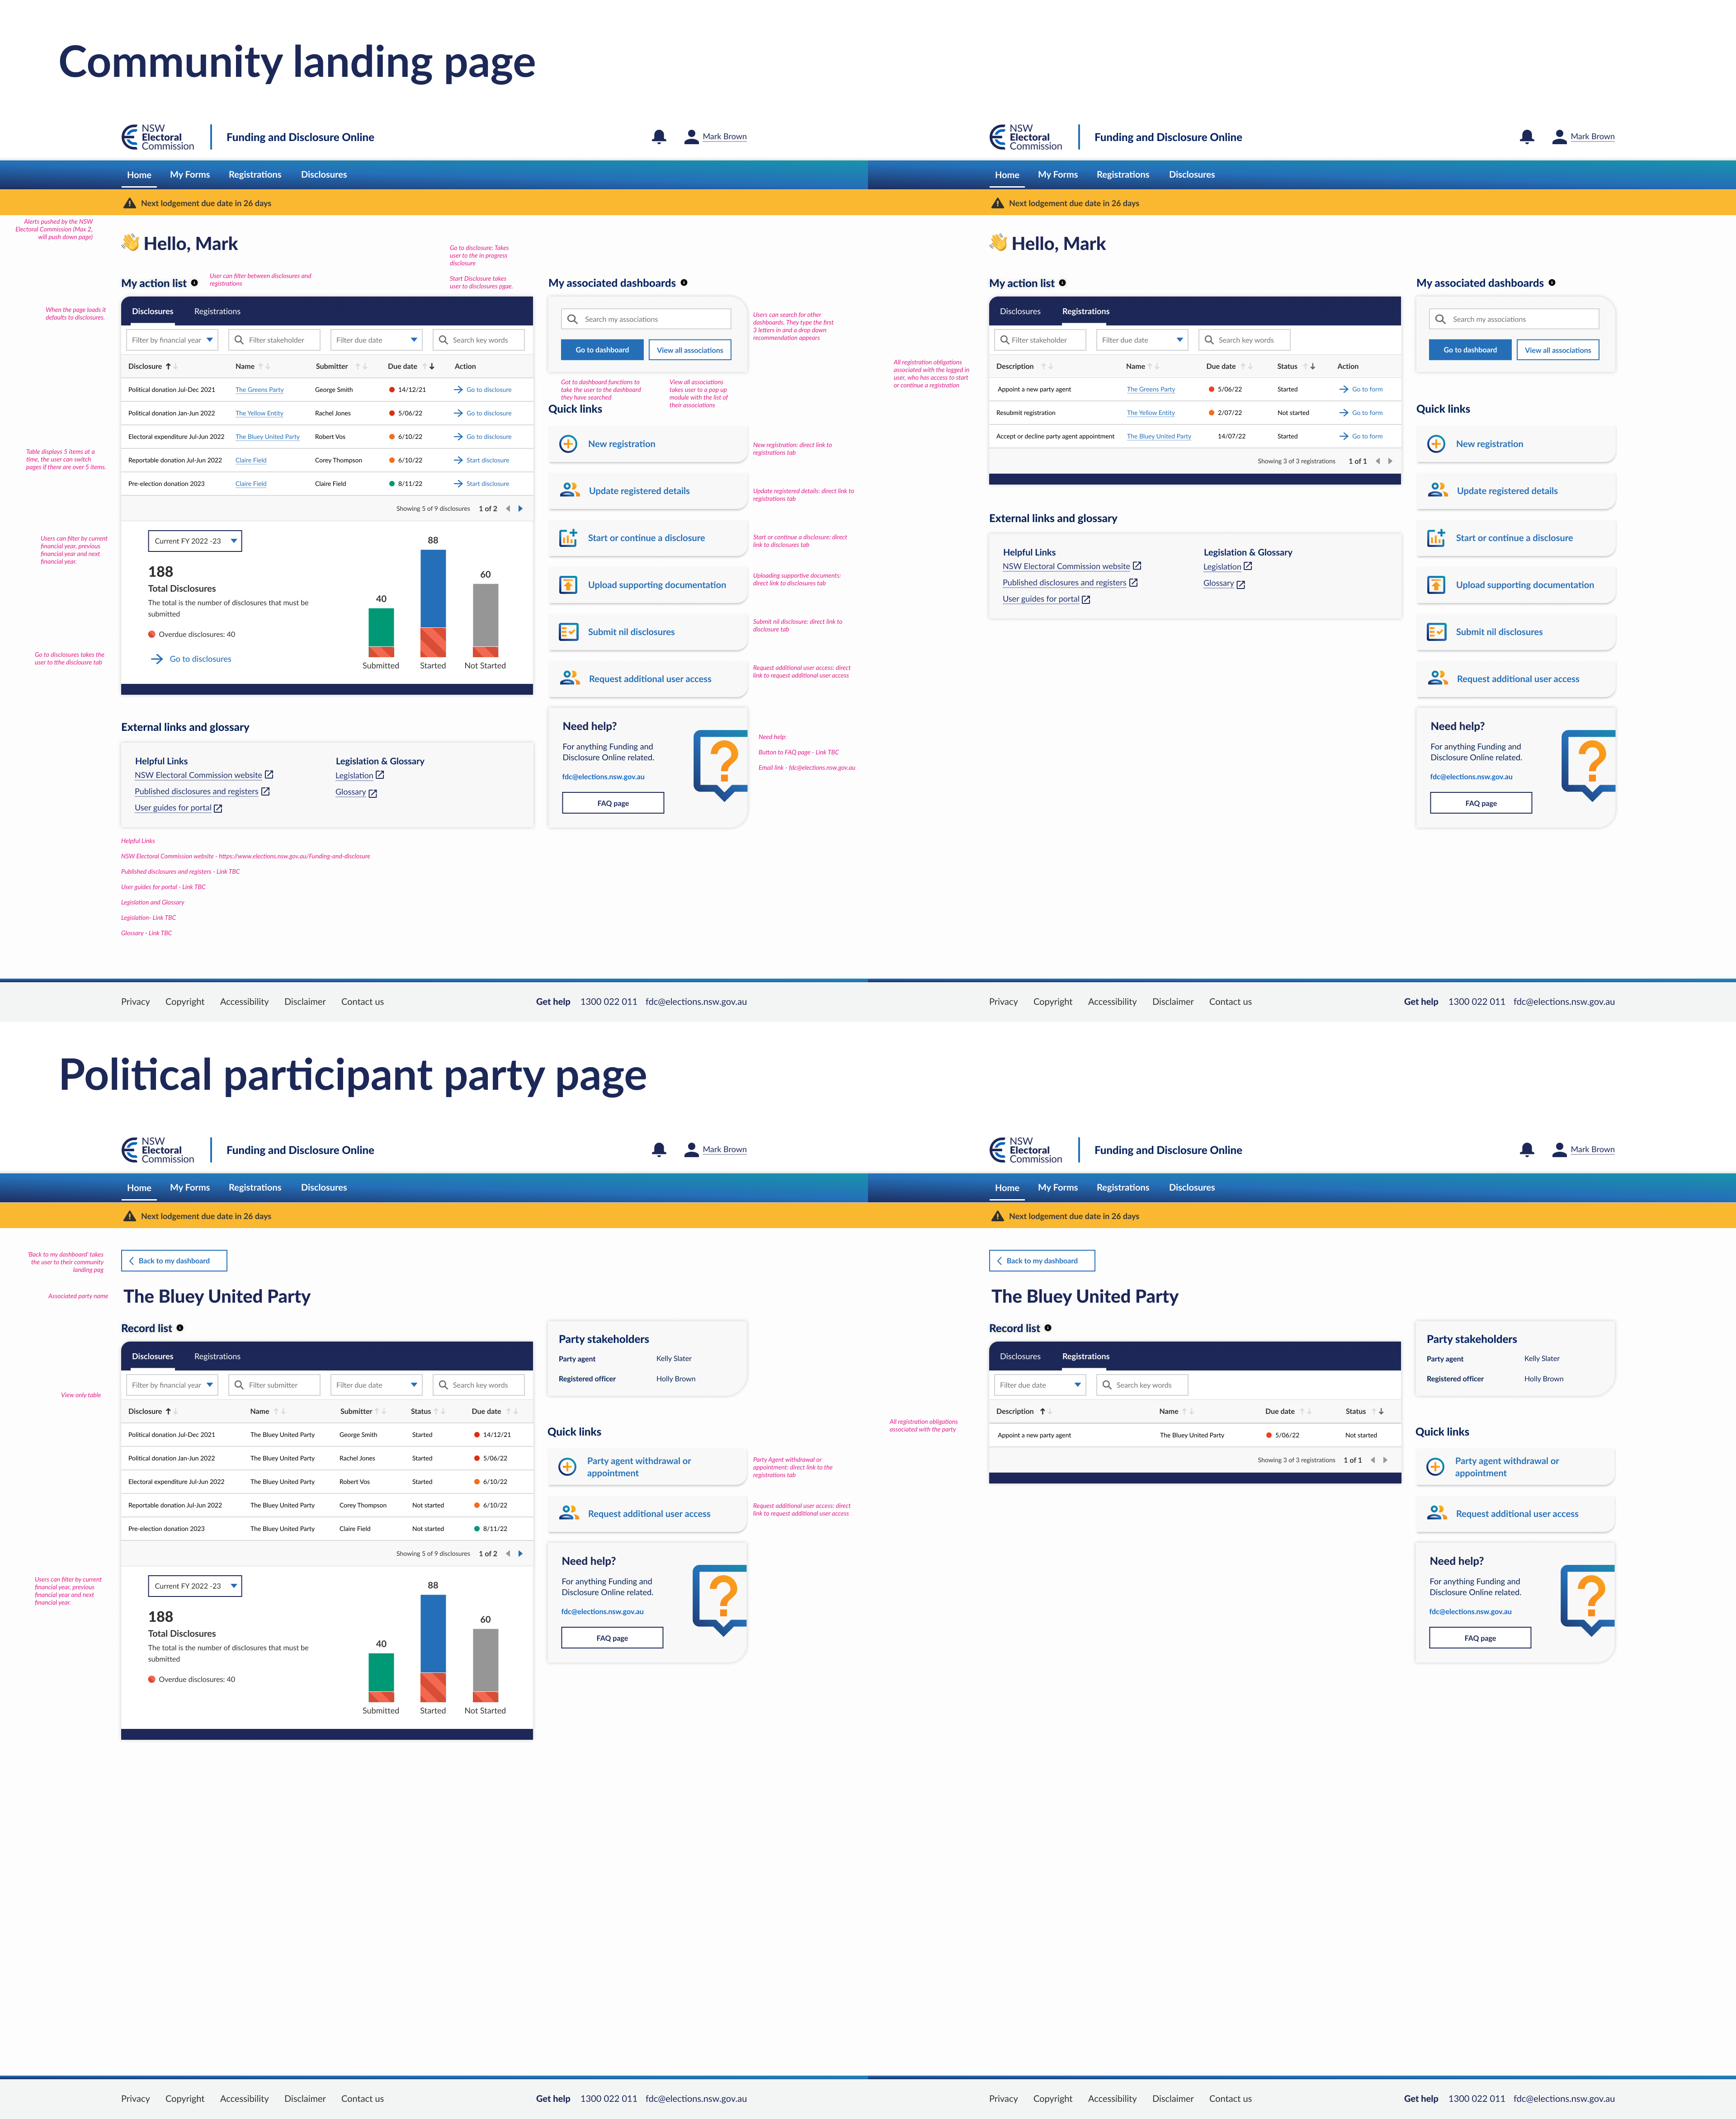 Community landing page
NSW
Electoral
Commission
Funding and Disclosure Online
Mark Brown
Home My Forms Registrations Disclosures
Next lodgement due date in 26 days
Alerts pushed by the NSW
Electoral Commission (Max 2,
will push down page)
Hello, Mark
Go to disclosure: Takes
user to the in progress
disclosure
Start Disclosure takes
user to disclosures pgae.
My action list
User can filter between disclosures and
registrations
When the page loads it
defaults to disclosures.
Disclosures Registrations
Filter by financial year Filter stakeholder Filter due date Search key words
Disclosure Name Submitter Due date Action
Political donation Jul-Dec 2021 The Greens Party George Smith 14/12/21 Go to disclosure
Political donation Jan-Jun 2022 The Yellow Entity Rachel Jones 5/06/22 Go to disclosure
Electoral expenditure Jul-Jun 2022 The Bluey United Party Robert Vos 6/10/22 Go to disclosure
Reportable donation Jul-Jun 2022 Claire Field Corey Thompson 6/10/22 Start disclosure
Pre-election donation 2023 Claire Field Claire Field 8/11/22 Start disclosure
Showing 5 of 9 disclosures 1 of 2
Table displays 5 items at a
time, the user can switch
pages if there are over 5 items.
Users can filter by current
financial year, previous
financial year and next
financial year.
Current FY 2022 -23
188
Total Disclosures
The total is the number of disclosures that must be
submitted
Overdue disclosures: 40
Go to disclosures
Go to disclosures takes the
user to tthe disclousre tab
40
88
60
Submitted Started Not Started
External links and glossary
Helpful Links
NSW Electoral Commission website
Published disclosures and registers
User guides for portal
Legislation & Glossary
Legislation
Glossary
Helpful Links
NSW Electoral Commission website - https://www.elections.nsw.gov.au/Funding-and-disclosure
Published disclosures and registers - Link TBC
User guides for portal - Link TBC
Legislation and Glossary
Legislation- Link TBC
Glossary - Link TBC
My associated dashboards
Search my associations
Go to dashboard View all associations
Users can search for other
dashboards. They type the first
3 letters in and a drop down
recommendation appears
Got to dashboard functions to
take the user to the dashboard
they have searched
View all associations
takes user to a pop up
module with the list of
their associations
Quick links
New registration
New registration: direct link to
registrations tab
Update registered details
Update registered details: direct link to
registrations tab
Start or continue a disclosure
Start or continue a disclosure: direct
link to disclosures tab
Upload supporting documentation
Uploading supportive documents:
direct link to disclosures tab
Submit nil disclosures
Submit nil disclosure: direct link to
disclosure tab
Request additional user access
Request additional user access: direct
link to request additional user access
Need help?
For anything Funding and
Disclosure Online related.
fdc@elections.nsw.gov.au
FAQ page
Need help:
Button to FAQ page - Link TBC
Email link - fdc@elections.nsw.gov.au
Privacy Copyright Accessibility Disclaimer Contact us
Get help 1300 022 011 fdc@elections.nsw.gov.au
NSW
Electoral
Commission
Funding and Disclosure Online
Mark Brown
Home My Forms Registrations Disclosures
Next lodgement due date in 26 days
Hello, Mark
My action list
Disclosures Registrations
Filter stakeholder Filter due date Search key words
All registration obligations
associated with the logged in
user, who has access to start
or continue a registration
Description Name Due date Status Action
Appoint a new party agent The Greens Party 5/06/22 Started Go to form
Resubmit registration The Yellow Entity 2/07/22 Not started Go to form
Accept or decline party agent appointment The Bluey United Party 14/07/22 Started Go to form
Showing 3 of 3 registrations 1 of 1
External links and glossary
Helpful Links
NSW Electoral Commission website
Published disclosures and registers
User guides for portal
Legislation & Glossary
Legislation
Glossary
My associated dashboards
Search my associations
Go to dashboard View all associations
Quick links
New registration
Update registered details
Start or continue a disclosure
Upload supporting documentation
Submit nil disclosures
Request additional user access
Need help?
For anything Funding and
Disclosure Online related.
fdc@elections.nsw.gov.au
FAQ page
Privacy Copyright Accessibility Disclaimer Contact us
Get help 1300 022 011 fdc@elections.nsw.gov.au
Political participant party page
NSW
Electoral
Commission
Funding and Disclosure Online
Mark Brown
Home My Forms Registrations Disclosures
Next lodgement due date in 26 days
'Back to my dashboard' takes
the user to their community
landing pag
Back to my dashboard
Associated party name
The Bluey United Party
Record list
Disclosures Registrations
Filter by financial year Filter submitter Filter due date Search key words
View only table
Disclosure Name Submitter Status Due date
Political donation Jul-Dec 2021 The Bluey United Party George Smith Started 14/12/21
Political donation Jan-Jun 2022 The Bluey United Party Rachel Jones Started 5/06/22
Electoral expenditure Jul-Jun 2022 The Bluey United Party Robert Vos Started 6/10/22
Reportable donation Jul-Jun 2022 The Bluey United Party Corey Thompson Not started 6/10/22
Pre-election donation 2023 The Bluey United Party Claire Field Not started 8/11/22
Showing 5 of 9 disclosures 1 of 2
Users can filter by current
financial year, previous
financial year and next
financial year.
Current FY 2022 -23
188
Total Disclosures
The total is the number of disclosures that must be
submitted
Overdue disclosures: 40
40
88
60
Submitted Started Not Started
Party stakeholders
Party agent Kelly Slater
Registered officer Holly Brown
Quick links
Party agent withdrawal or
appointment
Party Agent withdrawal or
appointment: direct link to the
registrations tab
Request additional user access
Request additional user access: direct
link to request additional user access
Need help?
For anything Funding and
Disclosure Online related.
fdc@elections.nsw.gov.au
FAQ page
Privacy Copyright Accessibility Disclaimer Contact us
Get help 1300 022 011 fdc@elections.nsw.gov.au
NSW
Electoral
Commission
Funding and Disclosure Online
Mark Brown
Home My Forms Registrations Disclosures
Next lodgement due date in 26 days
Back to my dashboard
The Bluey United Party
Record list
Disclosures Registrations
Filter due date Search key words
All registration obligations
associated with the party
Description Name Due date Status
Appoint a new party agent The Bluey United Party 5/06/22 Not started
Showing 3 of 3 registrations 1 of 1
Party stakeholders
Party agent Kelly Slater
Registered officer Holly Brown
Quick links
Party agent withdrawal or
appointment
Request additional user access
Need help?
For anything Funding and
Disclosure Online related.
fdc@elections.nsw.gov.au
FAQ page
Privacy Copyright Accessibility Disclaimer Contact us
Get help 1300 022 011 fdc@elections.nsw.gov.au